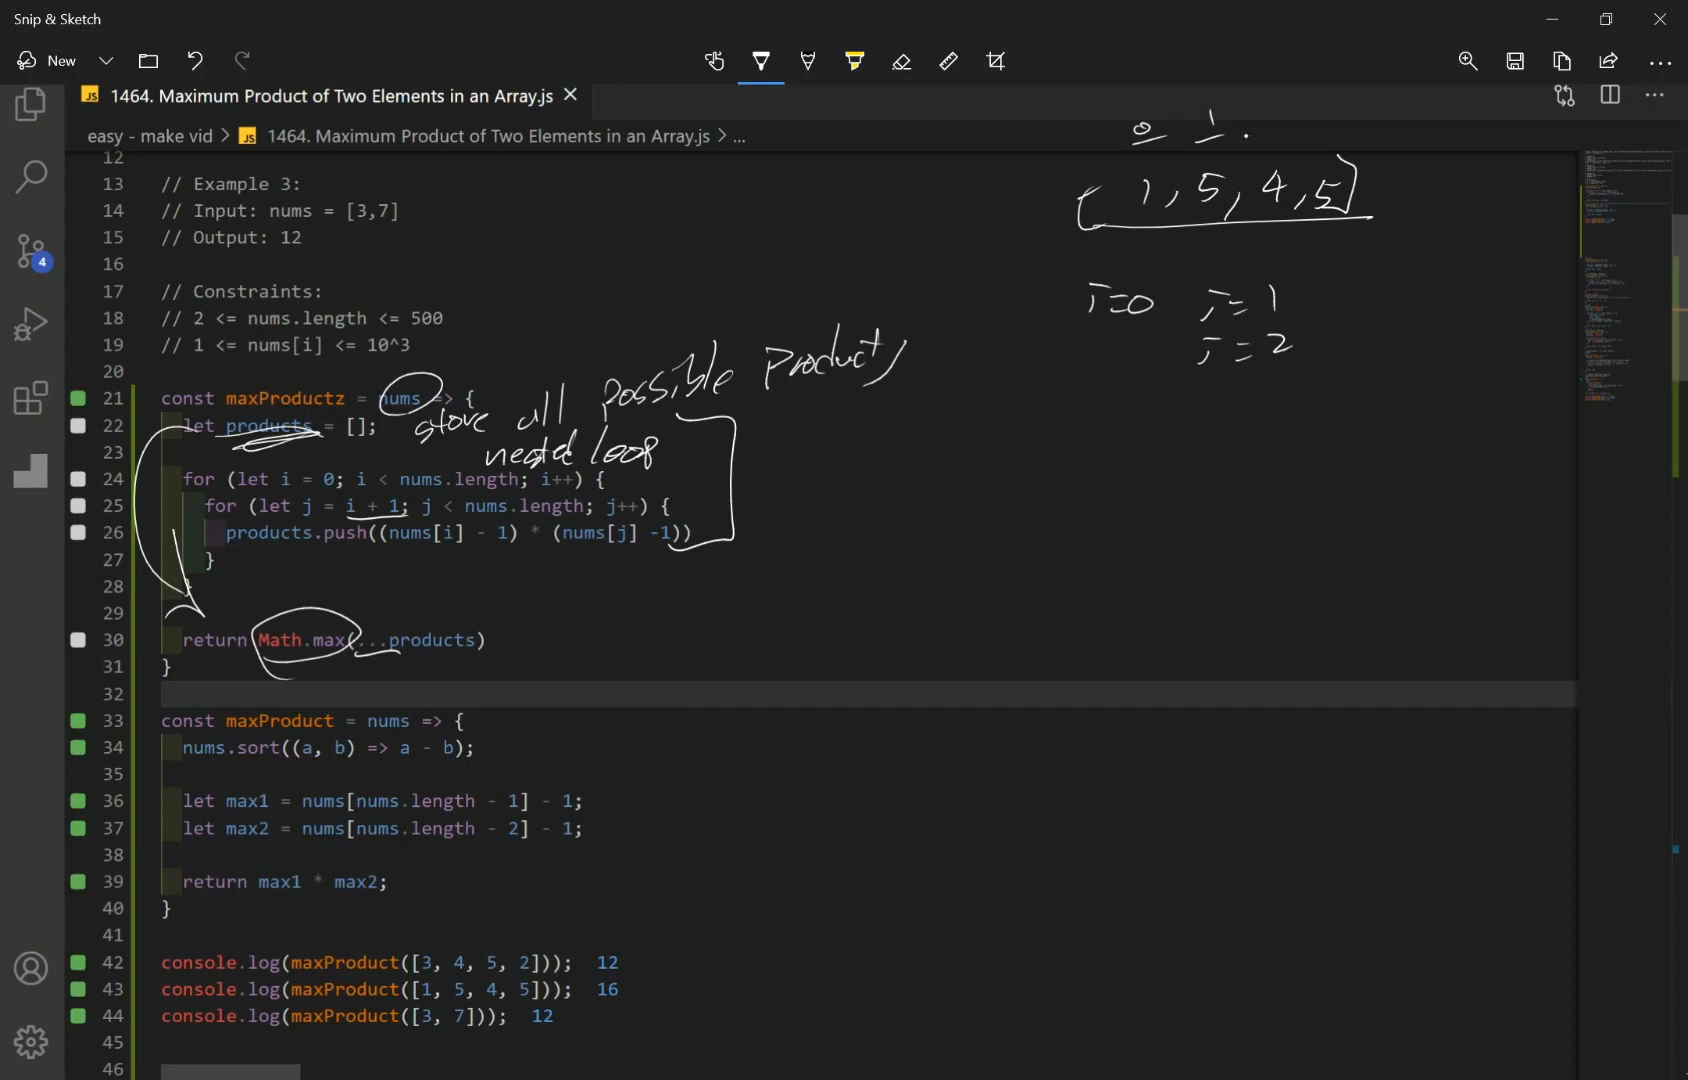 Snip & Sketch
New
JS 1464. Maximum Product of Two Elements in an Array.js
easy - make vid > JS 1464. Maximum Product of Two Elements in an Array.js > ...
0 1 .
[1, 5, 4, 5]
i=0 j=1
j=2
12
13 // Example 3:
14 // Input: nums = [3,7]
15 // Output: 12
16
17 // Constraints:
18 // 2 <= nums.length <= 500
19 // 1 <= nums[i] <= 10^3
20
store all possible products
nested loop
21 const maxProductz = nums => {
22 let products = [];
23
24 for (let i = 0; i < nums.length; i++) {
25 for (let j = i + 1; j < nums.length; j++) {
26 products.push((nums[i] - 1) * (nums[j] -1))
27 }
28 }
29
30 return Math.max(...products)
31 }
32
33 const maxProduct = nums => {
34 nums.sort((a, b) => a - b);
35
36 let max1 = nums[nums.length - 1] - 1;
37 let max2 = nums[nums.length - 2] - 1;
38
39 return max1 * max2;
40 }
41
42 console.log(maxProduct([3, 4, 5, 2])); 12
43 console.log(maxProduct([1, 5, 4, 5])); 16
44 console.log(maxProduct([3, 7])); 12
45
46
4